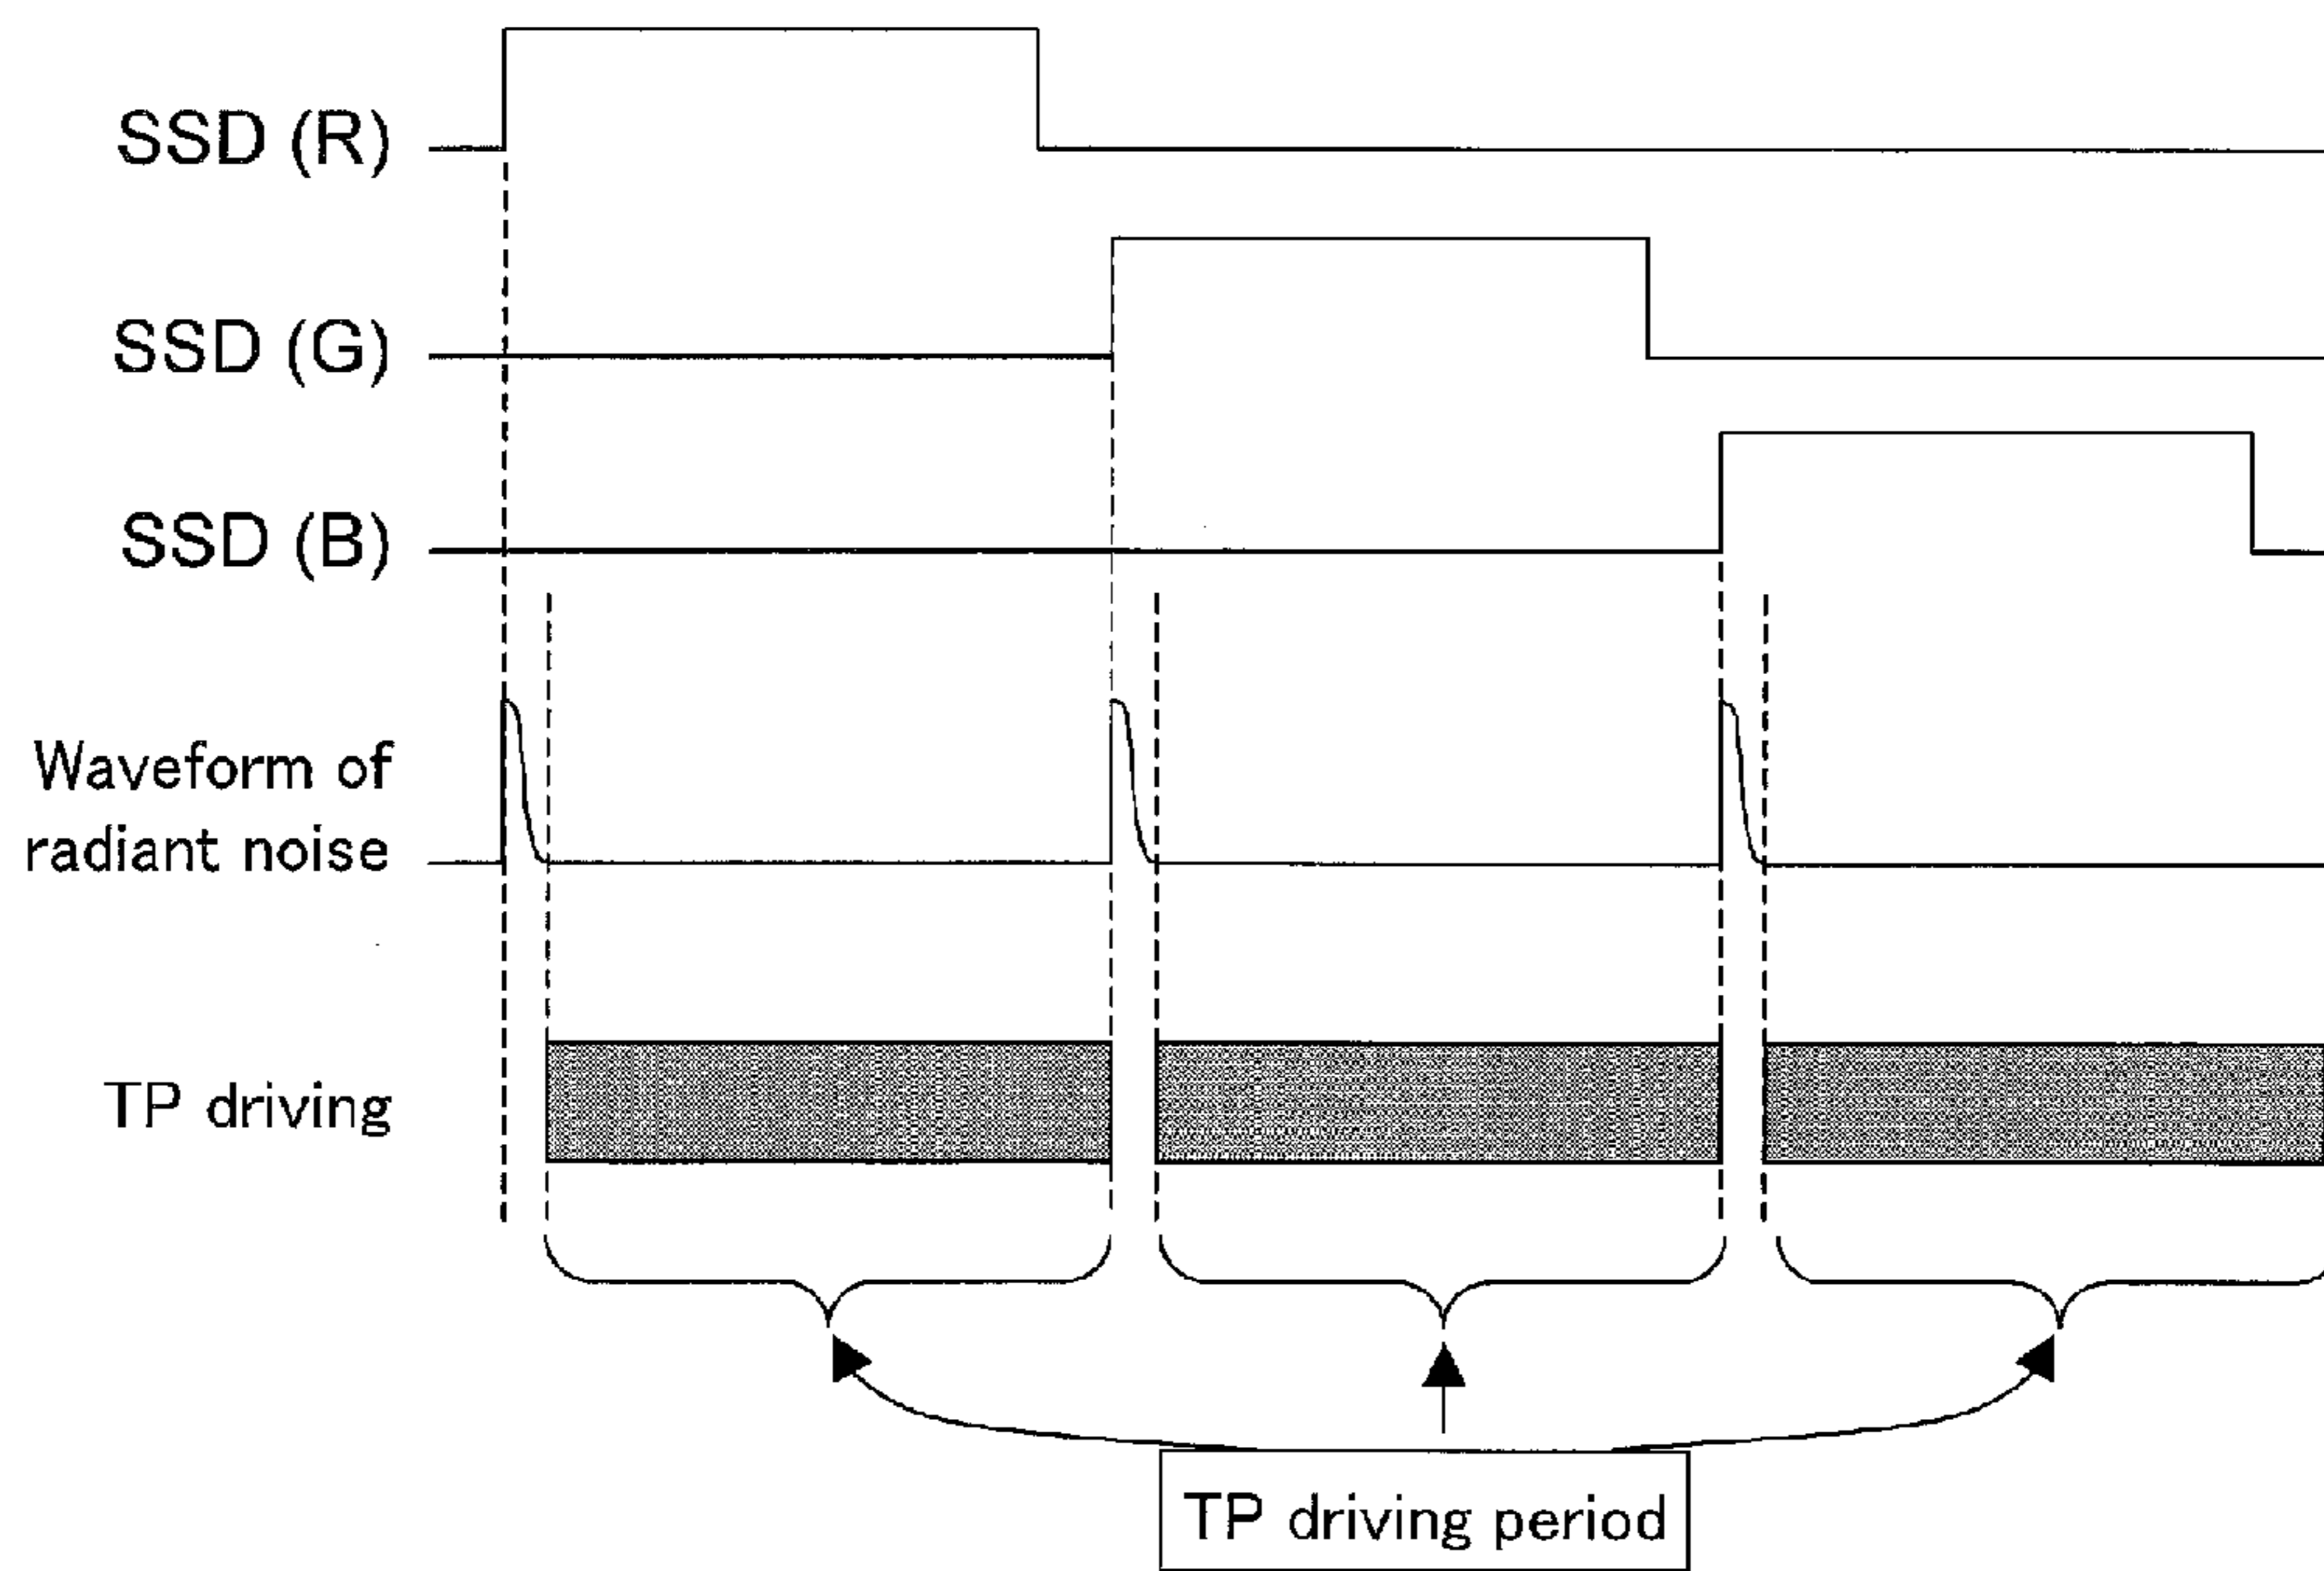 SSD (R)
SSD (G)
SSD (B)
Waveform of
radiant noise
TP driving
TP driving period